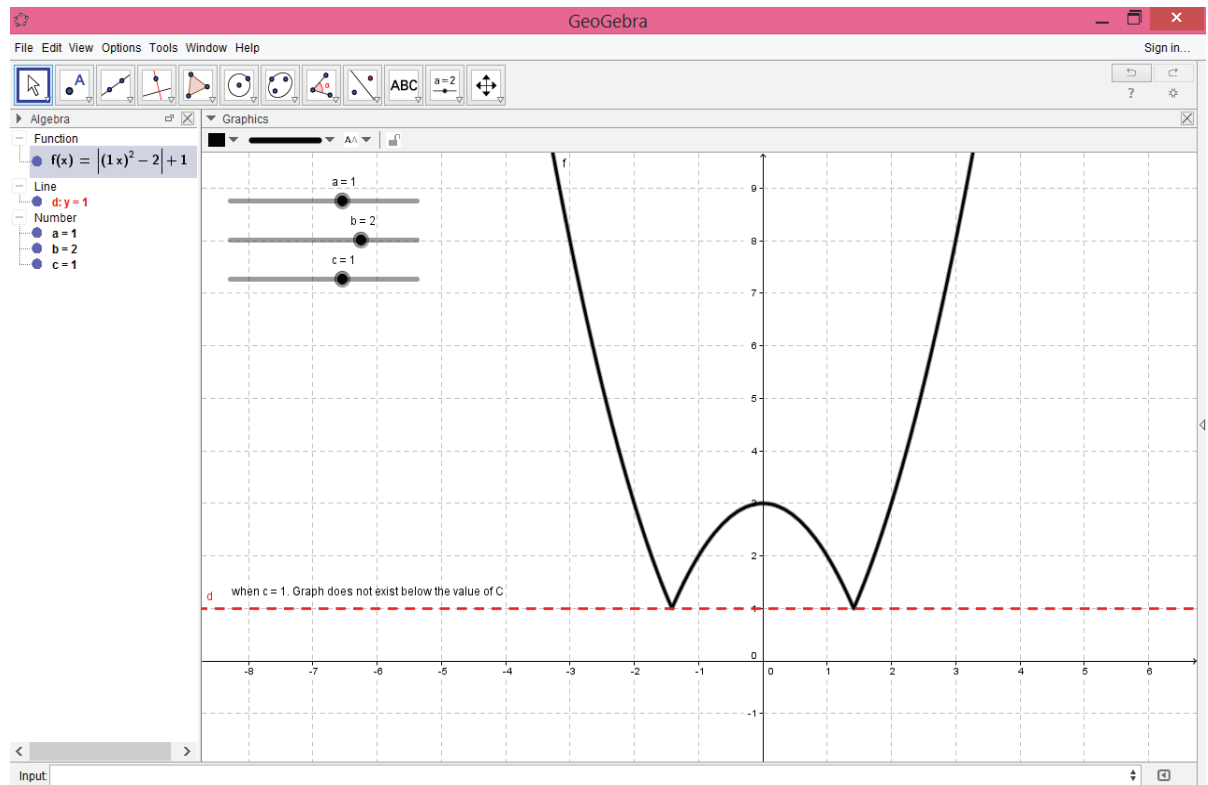 GeoGebra
File Edit View Options Tools Window Help
Sign in...
A
α
ABC
a=2
?
Algebra
Graphics
Function
f(x) = |(1 x)² − 2| + 1
Line
d: y = 1
Number
a = 1
b = 2
c = 1
AA
f
a = 1
b = 2
c = 1
9
8
7
6
5
4
3
2
1
0
-1
d
when c = 1. Graph does not exist below the value of C
-8 -7 -6 -5 -4 -3 -2 -1 0 1 2 3 4 5 6
Input: